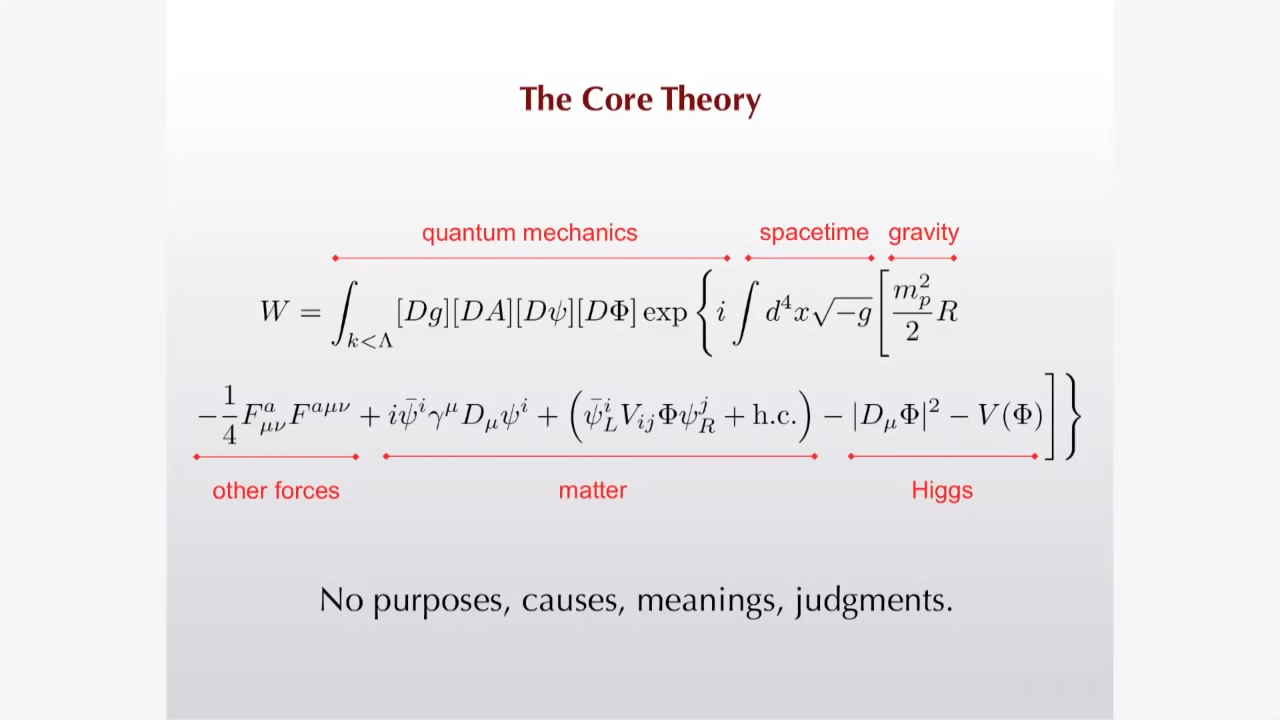 The Core Theory
quantum mechanics spacetime gravity
W = ∫_{k<Λ} [Dg][DA][Dψ][DΦ] exp { i ∫ d⁴x √−g [ m_p²/2 R
−1/4 F^a_{μν} F^{aμν} + iψ̄^i γ^μ D_μ ψ^i + ( ψ̄^i_L V_{ij} Φ ψ^j_R + h.c. ) − |D_μ Φ|² − V(Φ) ] }
other forces matter Higgs
No purposes, causes, meanings, judgments.